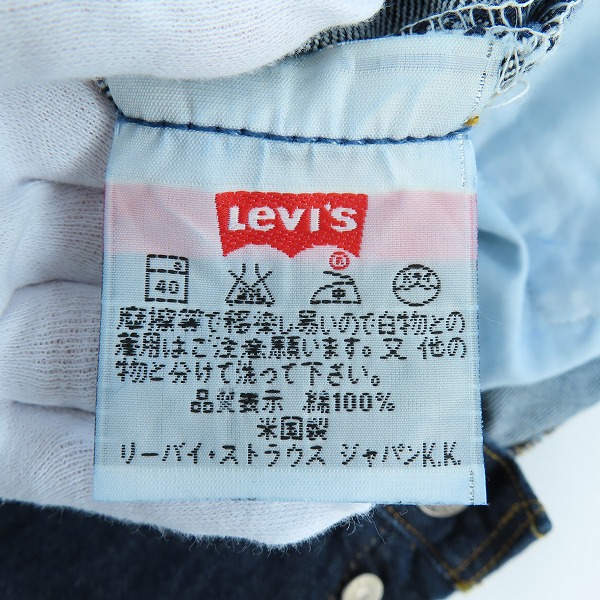 Levi's
®
40
摩擦等で移染し易いので白物との
着用はご注意願います。又 他の
物と分けて洗って下さい。
品質表示 綿100%
米国製
リーバイ・ストラウス ジャパンK.K.